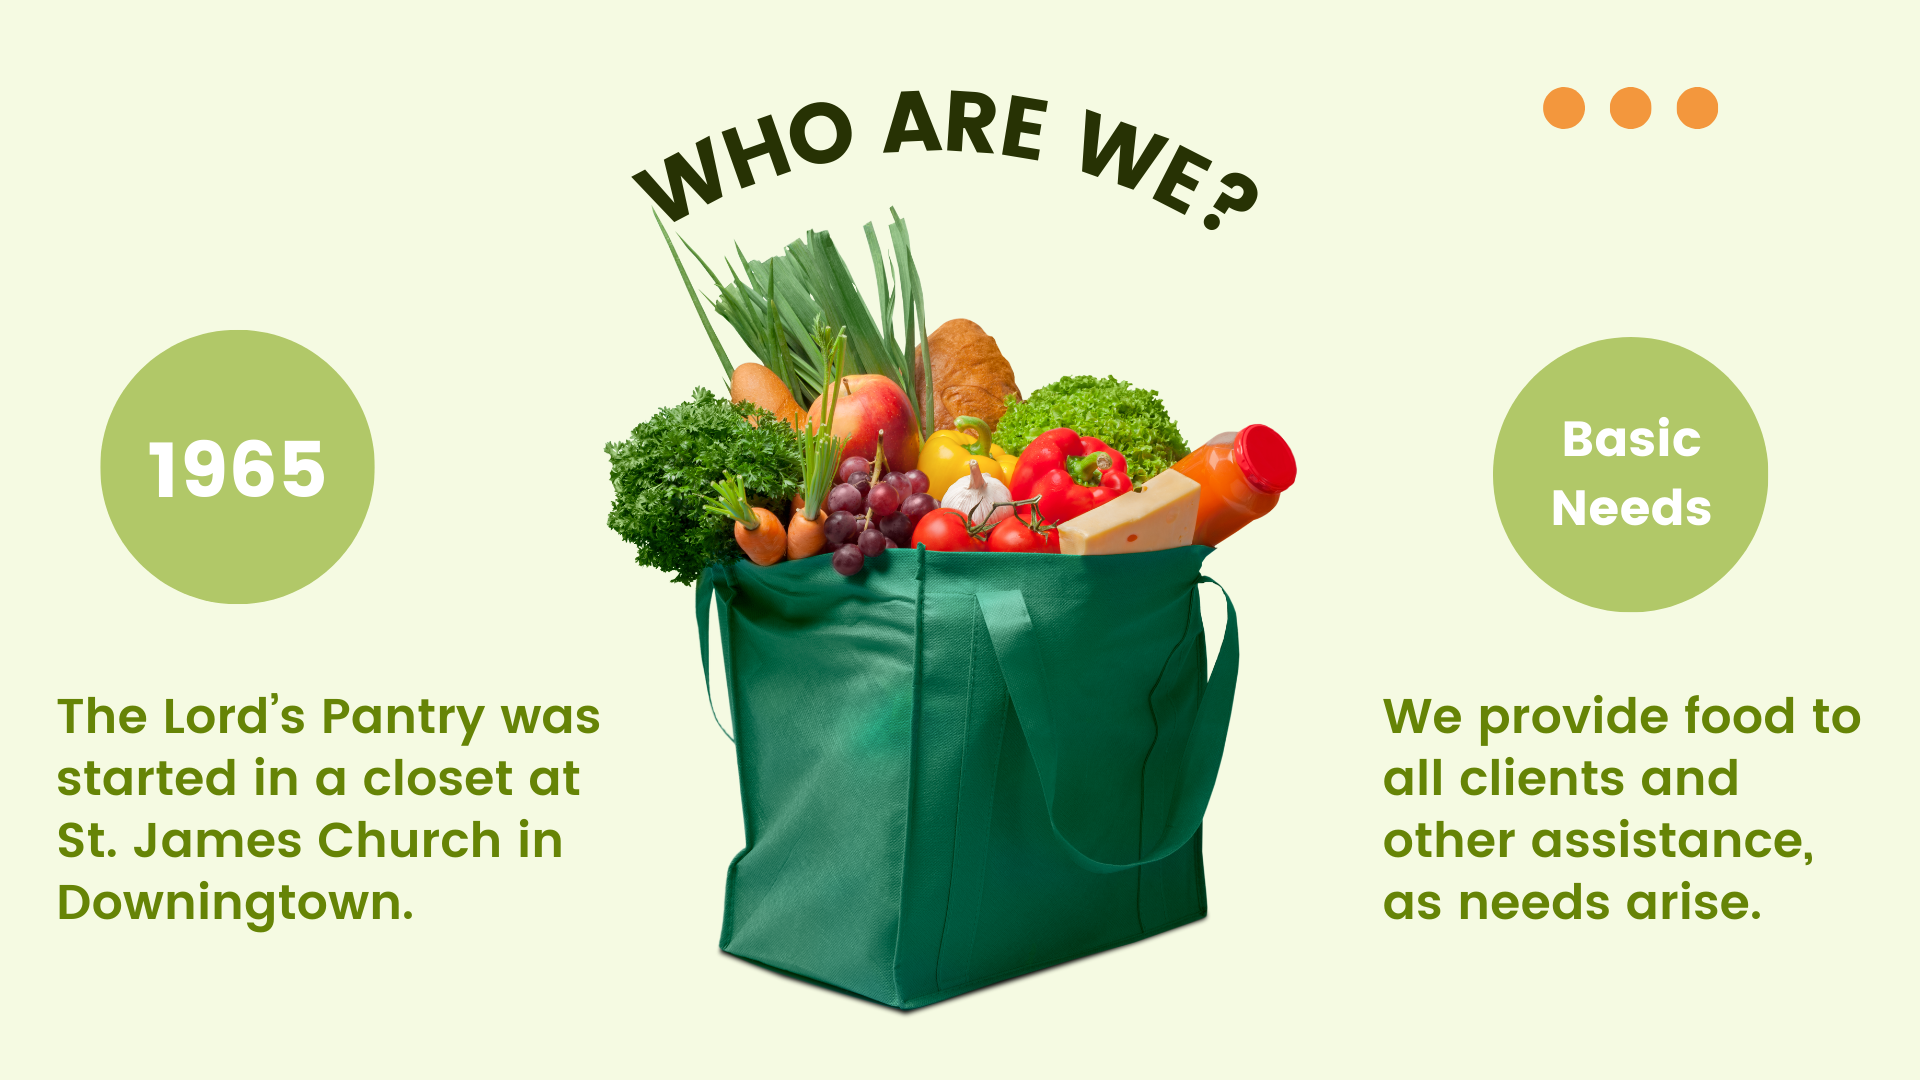 WHO ARE WE?
1965
The Lord’s Pantry was
started in a closet at
St. James Church in
Downingtown.
Basic
Needs
We provide food to
all clients and
other assistance,
as needs arise.